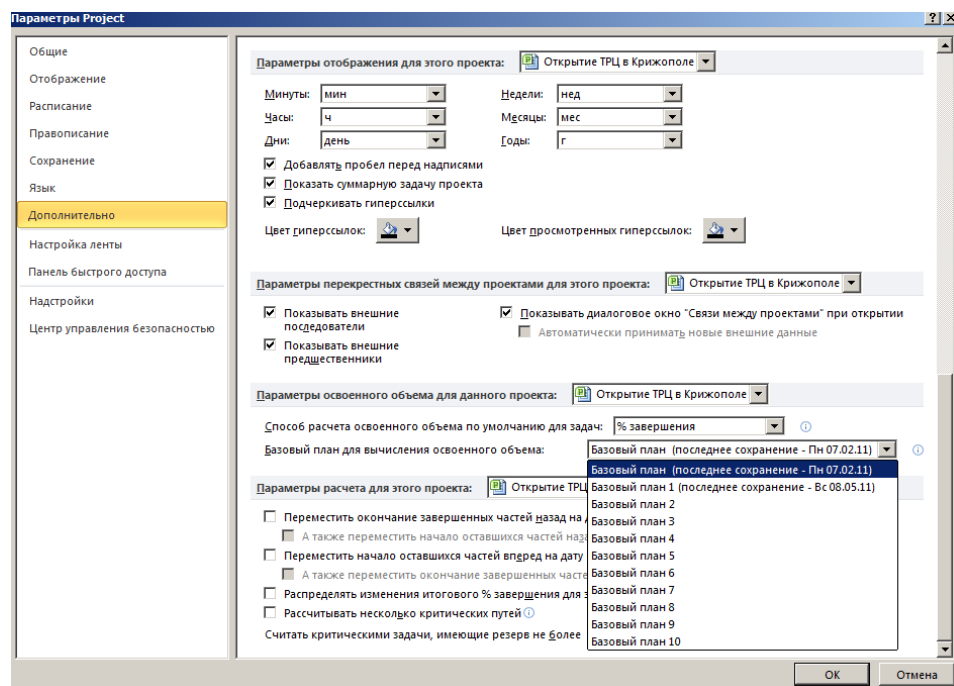 Параметры Project
Общие
Отображение
Расписание
Правописание
Сохранение
Язык
Дополнительно
Настройка ленты
Панель быстрого доступа
Надстройки
Центр управления безопасностью
Параметры отображения для этого проекта: Открытие ТРЦ в Крижополе
Минуты: мин Недели: нед
Часы: ч Месяцы: мес
Дни: день Годы: г
Добавлять пробел перед надписями
Показать суммарную задачу проекта
Подчеркивать гиперссылки
Цвет гиперссылок: Цвет просмотренных гиперссылок:
Параметры перекрестных связей между проектами для этого проекта: Открытие ТРЦ в Крижополе
Показывать внешние последователи
Показывать диалоговое окно "Связи между проектами" при открытии
Автоматически принимать новые внешние данные
Показывать внешние предшественники
Параметры освоенного объема для данного проекта: Открытие ТРЦ в Крижополе
Способ расчета освоенного объема по умолчанию для задач: % завершения
Базовый план для вычисления освоенного объема: Базовый план (последнее сохранение - Пн 07.02.11)
Базовый план (последнее сохранение - Пн 07.02.11)
Базовый план 1 (последнее сохранение - Вс 08.05.11)
Базовый план 2
Базовый план 3
Базовый план 4
Базовый план 5
Базовый план 6
Базовый план 7
Базовый план 8
Базовый план 9
Базовый план 10
Параметры расчета для этого проекта: Открытие ТРЦ
Переместить окончание завершенных частей назад на
А также переместить начало оставшихся частей
Переместить начало оставшихся частей вперед на дату
А также переместить окончание завершенных
Распределять изменения итогового % завершения для
Рассчитывать несколько критических путей
Считать критическими задачи, имеющие резерв не более
ОК Отмена